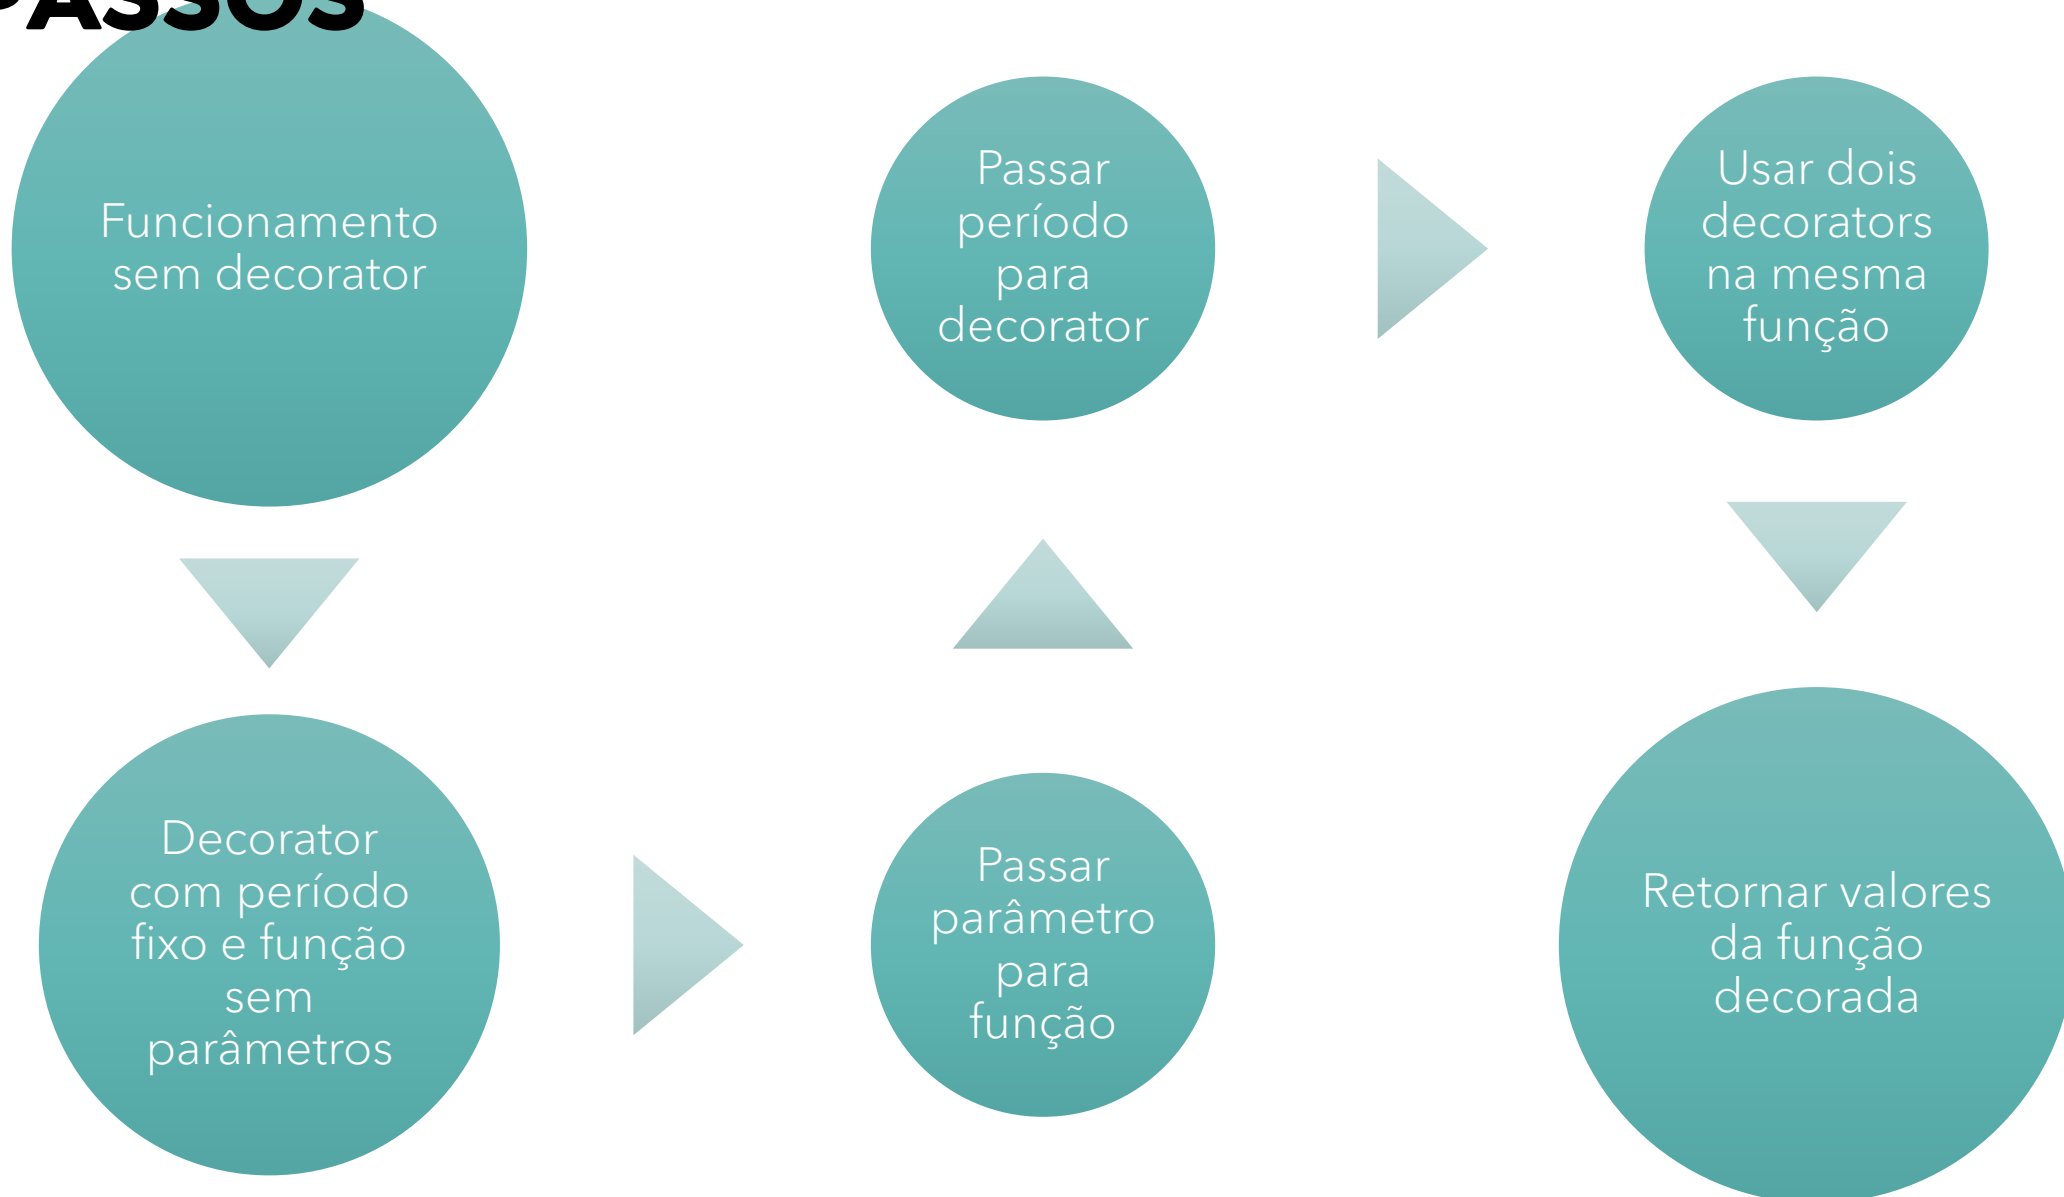 PASSOS
Funcionamento
sem decorator
Decorator
com período
fixo e função
sem
parâmetros
Passar
parâmetro
para
função
Passar
período
para
decorator
Usar dois
decorators
na mesma
função
Retornar valores
da função
decorada